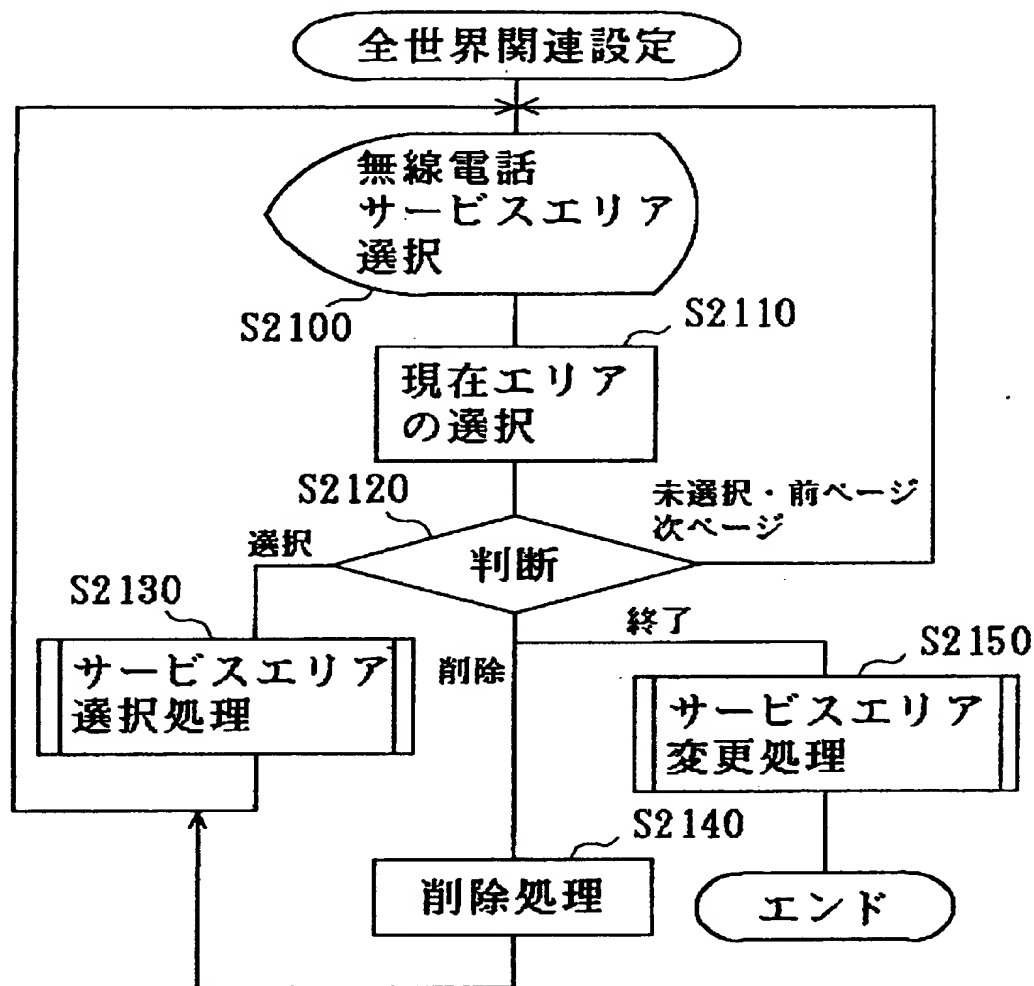 全世界関連設定
無線電話
サービスエリア
選択
S2100
S2110
現在エリア
の選択
S2120
未選択・前ページ
次ページ
選択
判断
S2130
終了
サービスエリア
選択処理
削除
S2150
サービスエリア
変更処理
S2140
削除処理
エンド